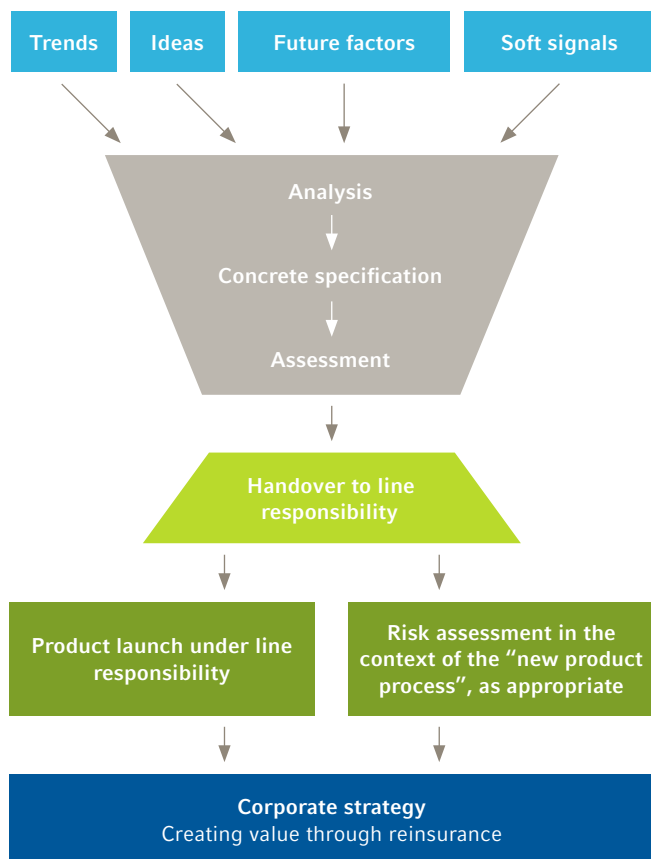 Trends
Ideas
Future factors
Soft signals
Analysis
Concrete specification
Assessment
Handover to line
responsibility
Product launch under line
responsibility
Risk assessment in the
context of the “new product
process”, as appropriate
Corporate strategy
Creating value through reinsurance